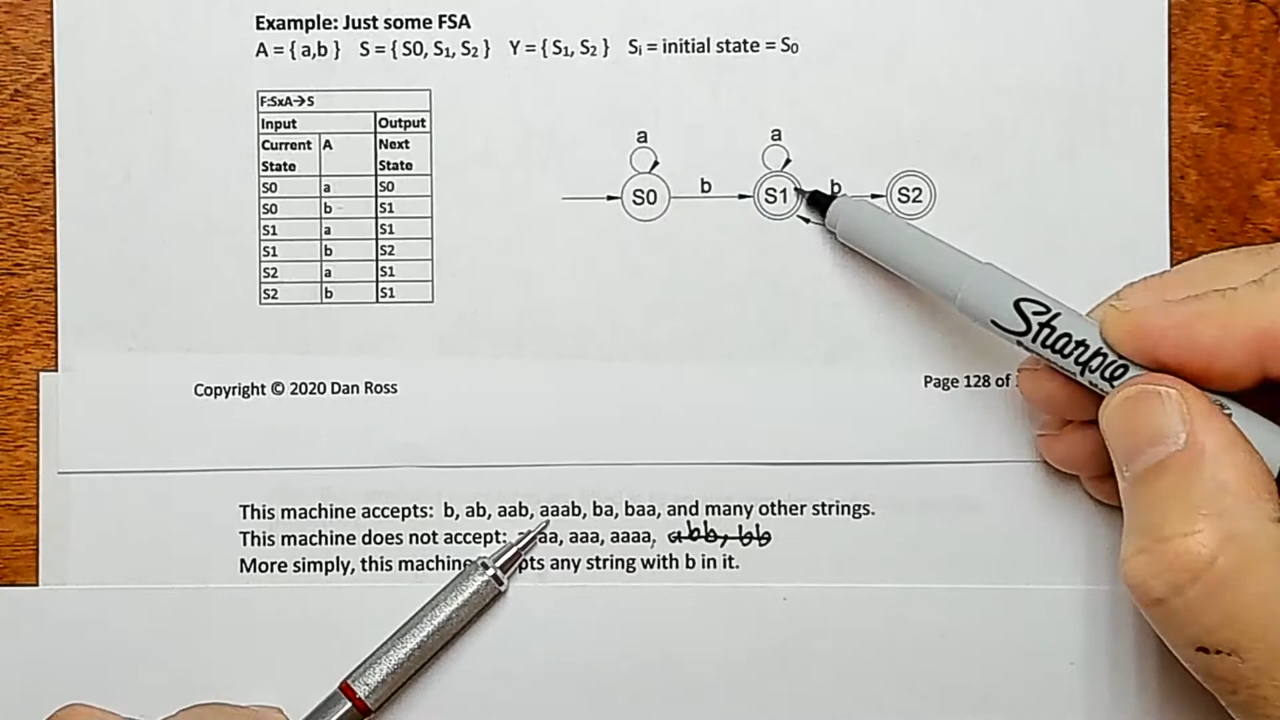 Example: Just some FSA
A = { a,b } S = { S0, S₁, S₂ } Y = { S₁, S₂ } Sᵢ = initial state = S₀
F:SxA→S
Input Output
Current State A Next State
S0 a S0
S0 b S1
S1 a S1
S1 b S2
S2 a S1
S2 b S1
a a
S0 b S1 b S2
Sharpie
Copyright © 2020 Dan Ross
Page 128 of
This machine accepts: b, ab, aab, aaab, ba, baa, and many other strings.
This machine does not accept: aa, aaa, aaaa, abb, bb
More simply, this machine pts any string with b in it.